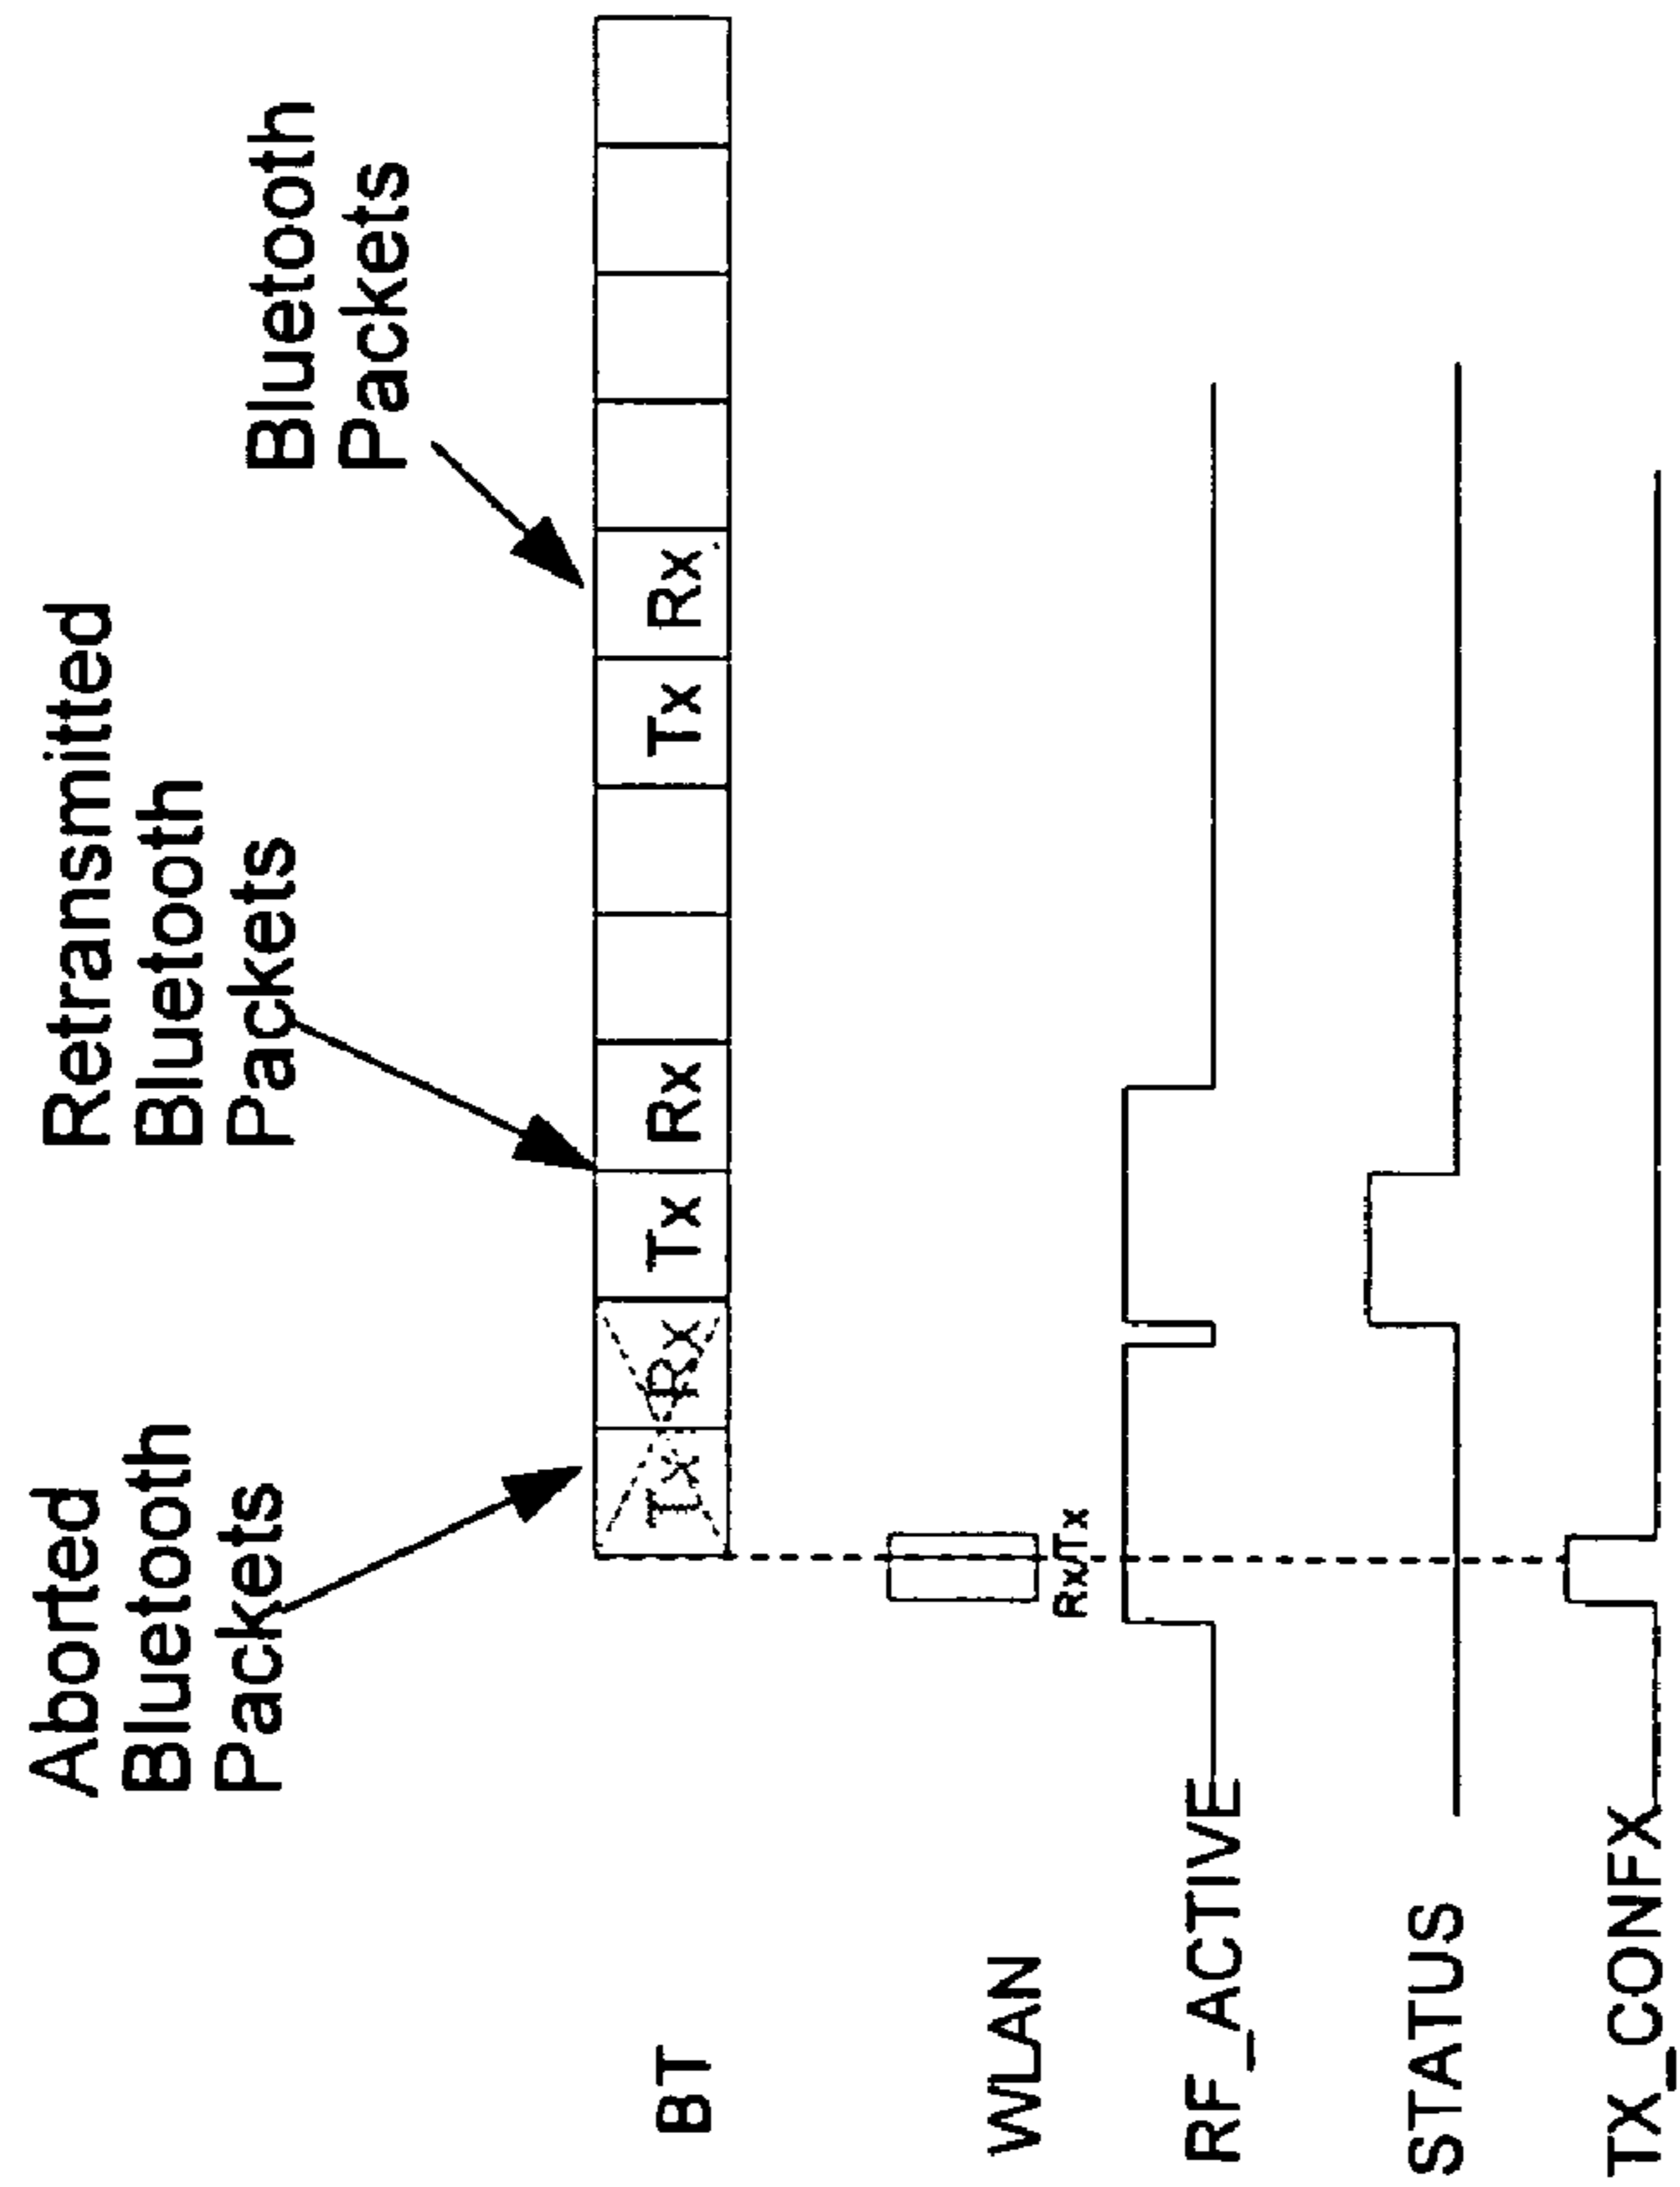 Aborted
Bluetooth
Packets
Retransmitted
Bluetooth
Packets
Bluetooth
Packets
BT
Tx
Rx
Tx
Rx
Tx
Rx
WLAN
Rx/Tx
RF_ACTIVE
STATUS
TX_CONFX